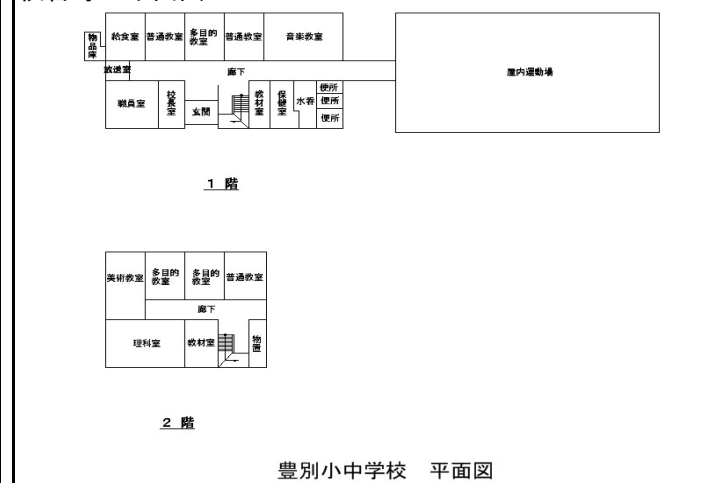 物品庫
給食室
普通教室
多目的
教室
普通教室
音楽教室
放送室
廊下
屋内運動場
職員室
校長室
玄関
教材室
保健室
水呑
便所
便所
便所
1 階
美術教室
多目的
教室
多目的
教室
普通教室
廊下
理科室
教材室
物置
2 階
豊別小中学校 平面図